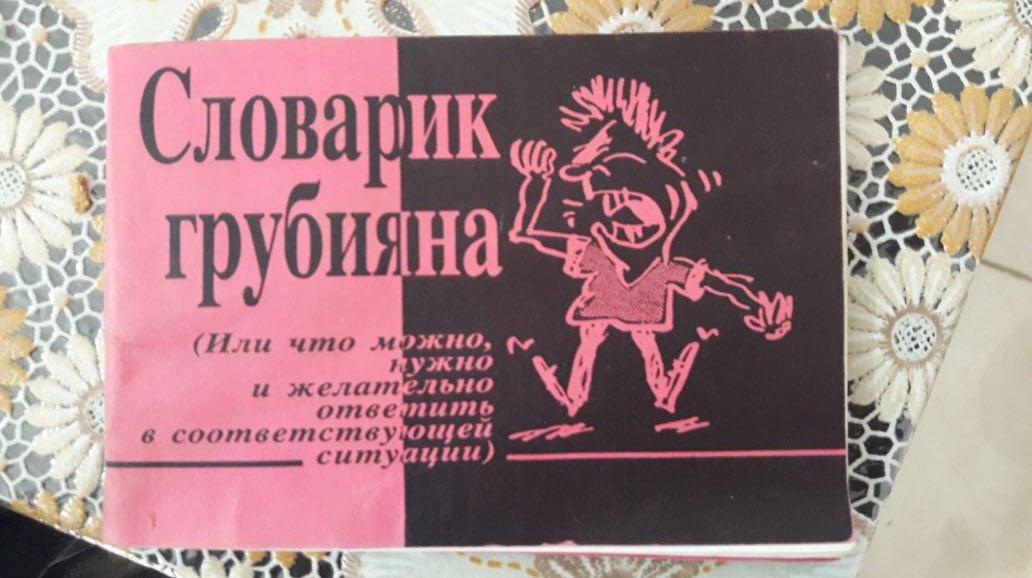 Словарик
грубияна
(Или что можно,
нужно
и желательно
ответить
в соответствующей
ситуации)